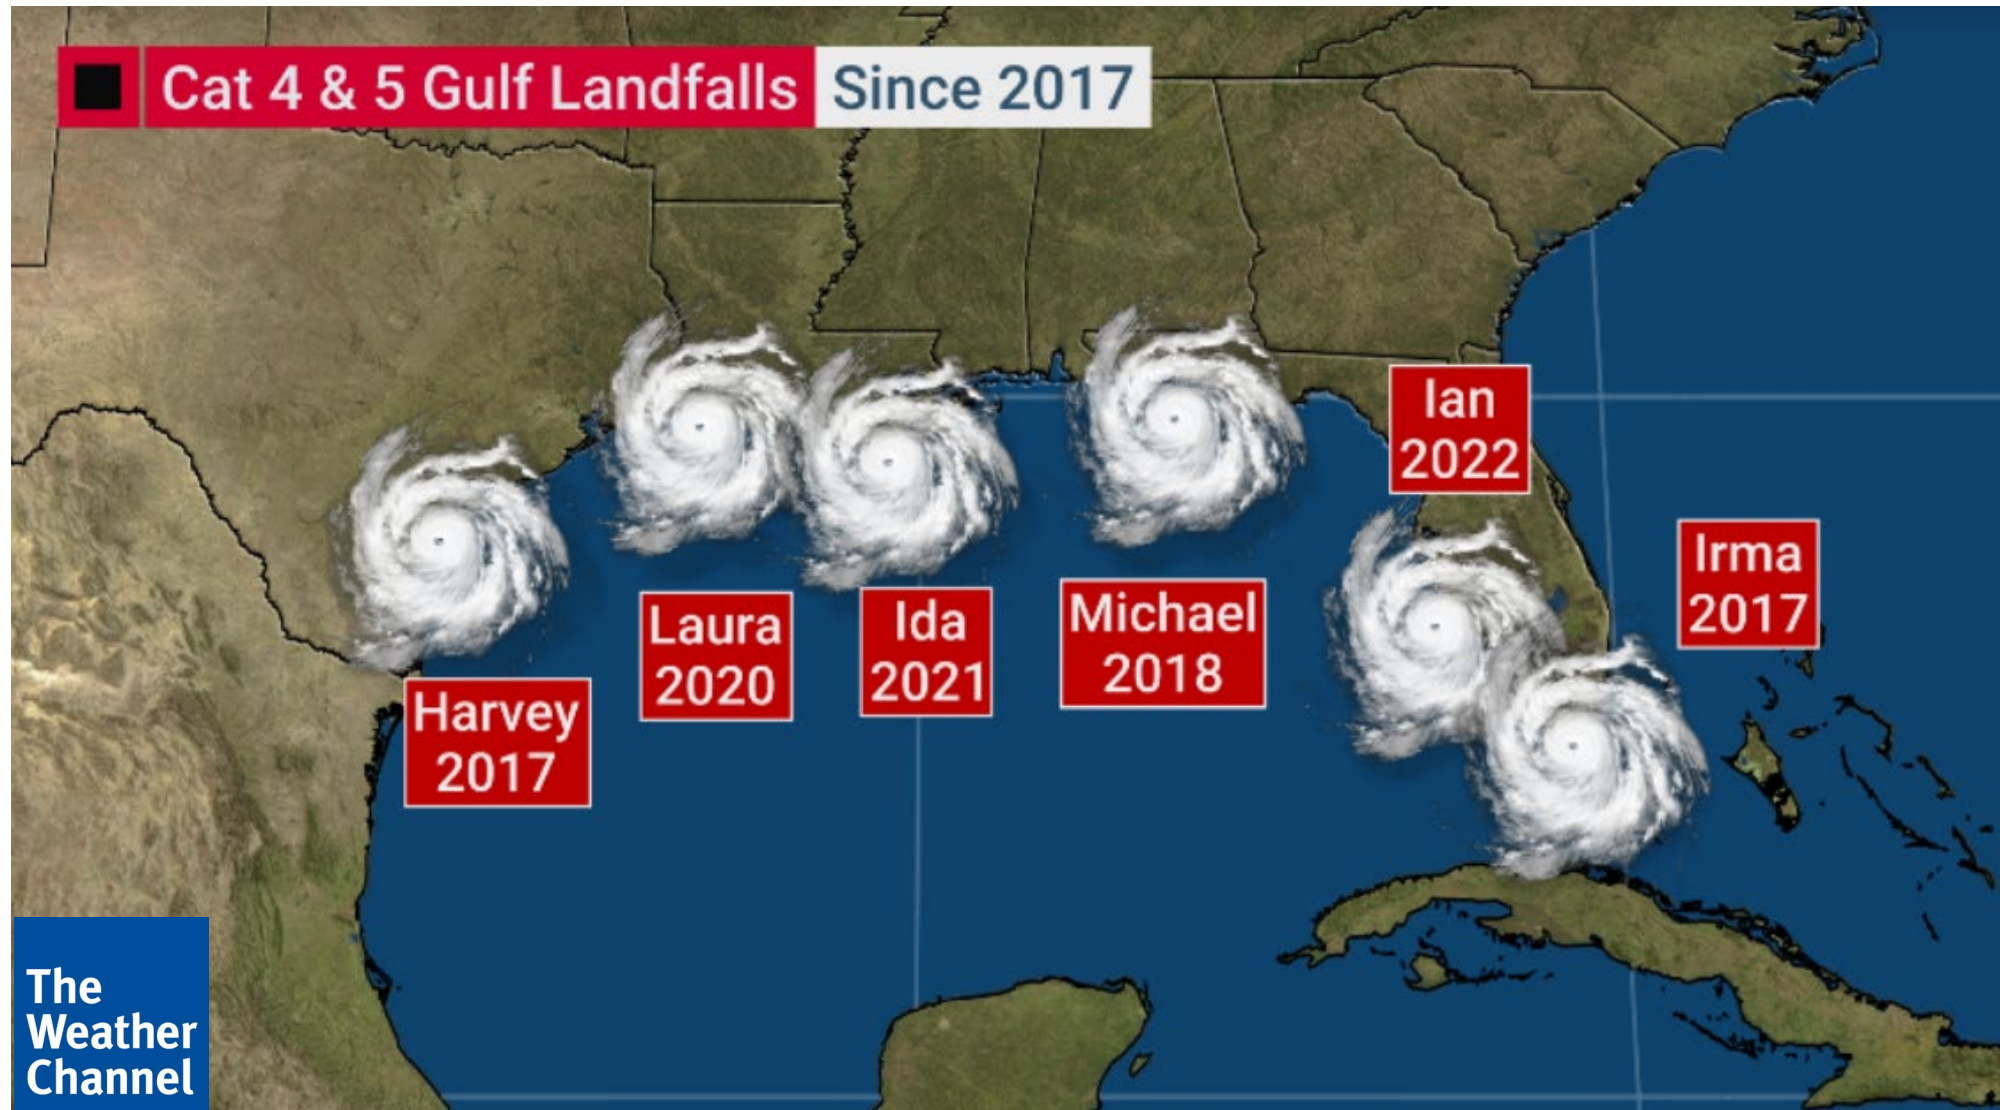 Cat 4 & 5 Gulf Landfalls Since 2017
Ian
2022
Irma
2017
Michael
2018
Ida
2021
Laura
2020
Harvey
2017
The
Weather
Channel